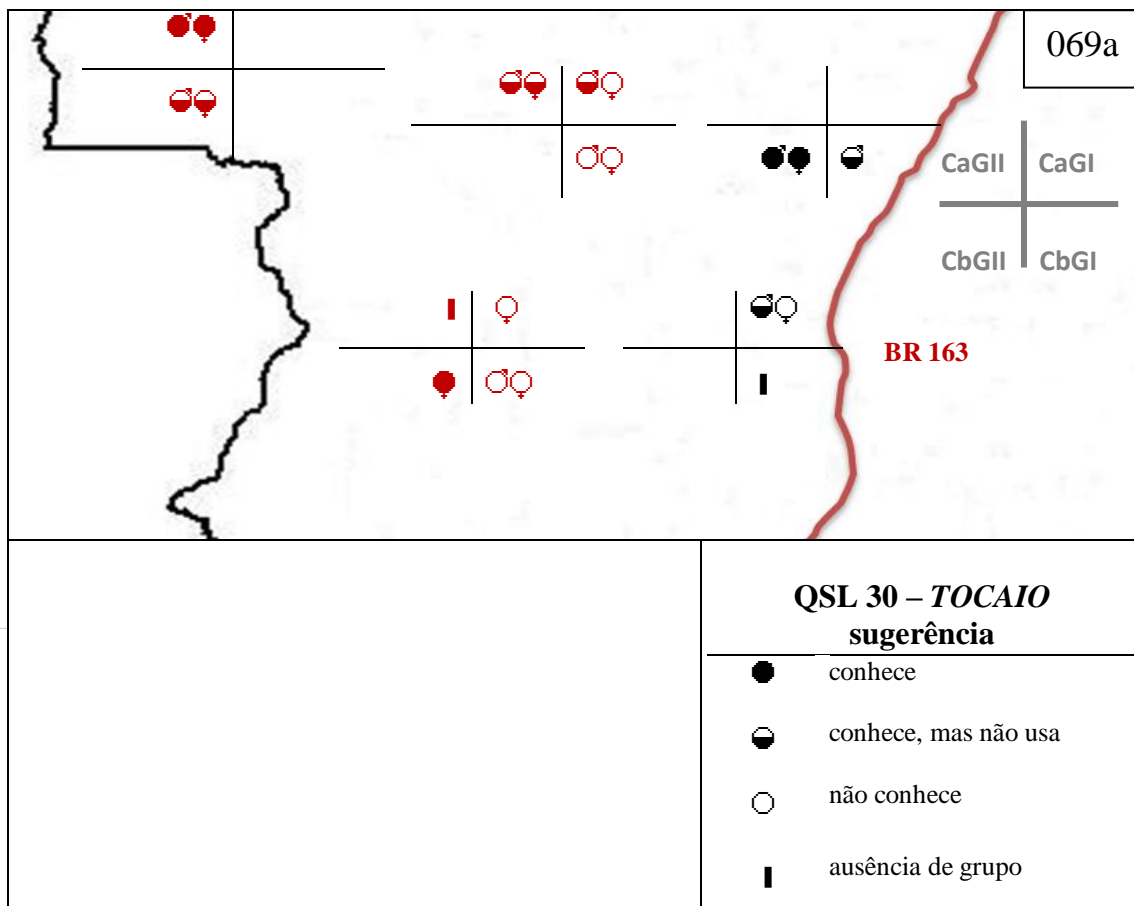 069a
CaGII CaGI
CbGII CbGI
BR 163
QSL 30 – TOCAIO
sugerência
conhece
conhece, mas não usa
não conhece
ausência de grupo